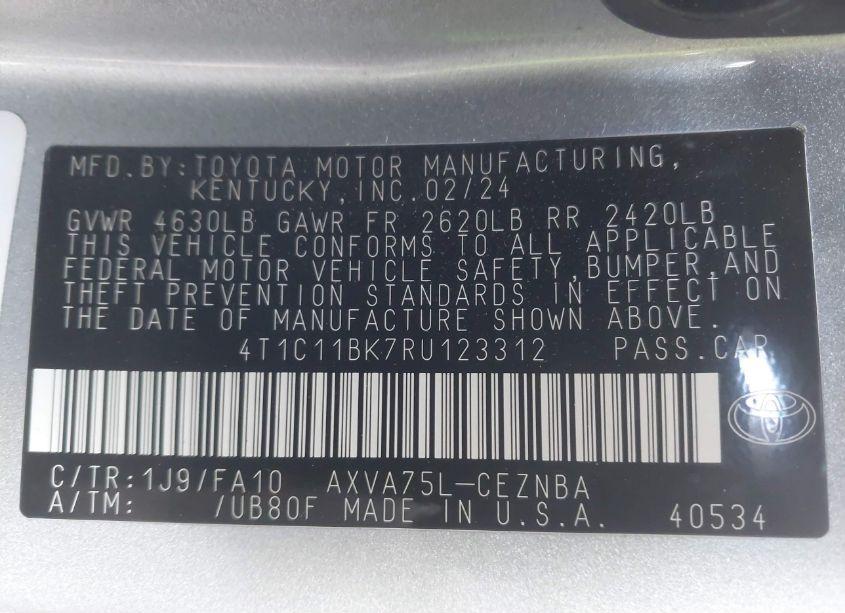 MFD.BY:TOYOTA MOTOR MANUFACTURING,
KENTUCKY,INC.02/24
GVWR 4630LB GAWR FR 2620LB RR 2420LB
THIS VEHICLE CONFORMS TO ALL APPLICABLE
FEDERAL MOTOR VEHICLE SAFETY,BUMPER,AND
THEFT PREVENTION STANDARDS IN EFFECT ON
THE DATE OF MANUFACTURE SHOWN ABOVE.
4T1C11BK7RU123312 PASS.CAR
C/TR:1J9/FA10 AXVA75L-CEZNBA
A/TM: /UB80F MADE IN U.S.A. 40534